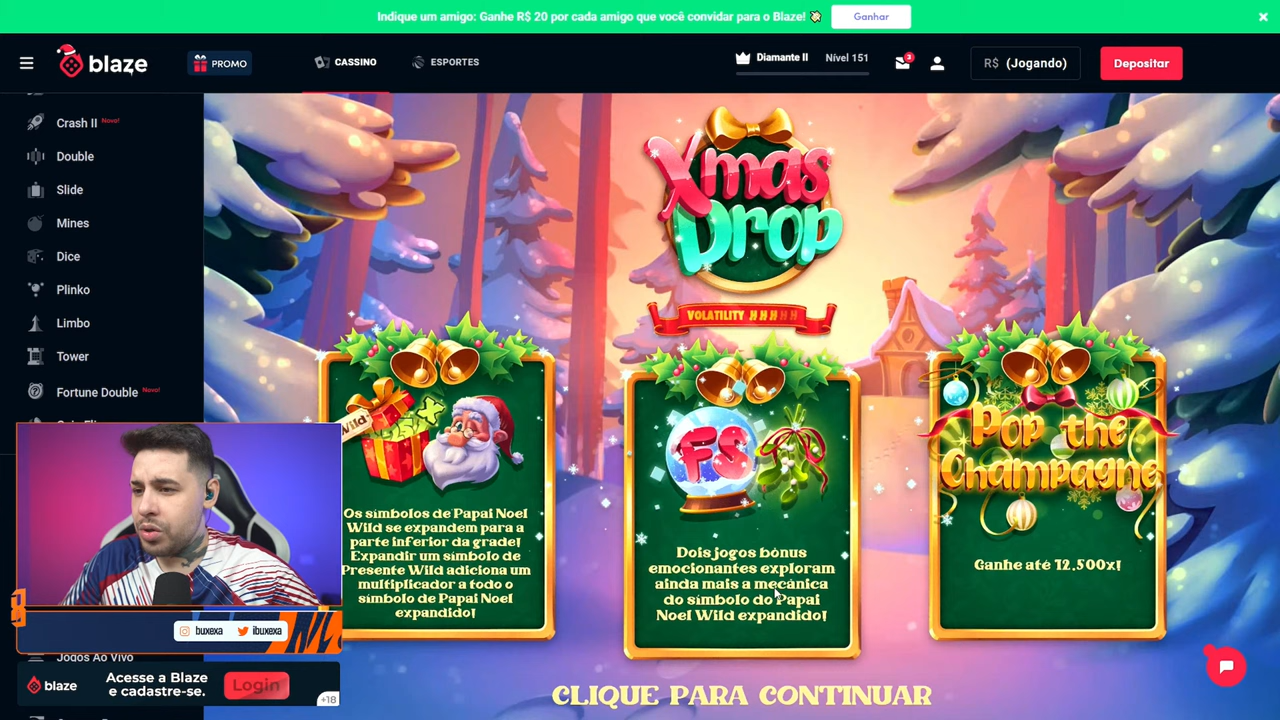 Indique um amigo: Ganhe R$ 20 por cada amigo que você convidar para o Blaze!
Ganhar
blaze
PROMO
CASSINO
ESPORTES
Diamante II
Nível 151
3
R$ (Jogando)
Depositar
Crash II Novo!
Double
Slide
Mines
Dice
Plinko
Limbo
Tower
Fortune Double Novo!
Xmas
Drop
VOLATILITY
Wild
Os símbolos de Papai Noel
Wild se expandem para a
parte inferior da grade!
Expandir um símbolo de
Presente Wild adiciona um
multiplicador a todo o
símbolo de Papai Noel
expandido!
FS
Dois jogos bônus
emocionantes exploram
ainda mais a mecânica
do símbolo do Papai
Noel Wild expandido!
Pop the
Champagne
Ganhe até 12.500x!
buxexa
ibuxexa
Jogos Ao Vivo
blaze
Acesse a Blaze
e cadastre-se.
Login
+18
CLIQUE PARA CONTINUAR